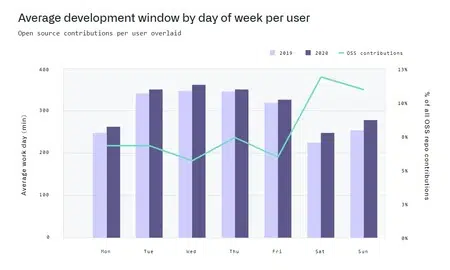 Average development window by day of week per user
Open source contributions per user overlaid
2019 2020 OSS contributions
Average work day (min)
400
300
200
100
0
13%
10%
8%
5%
3%
0%
% of all OSS repo contributions
Mon Tue Wed Thu Fri Sat Sun